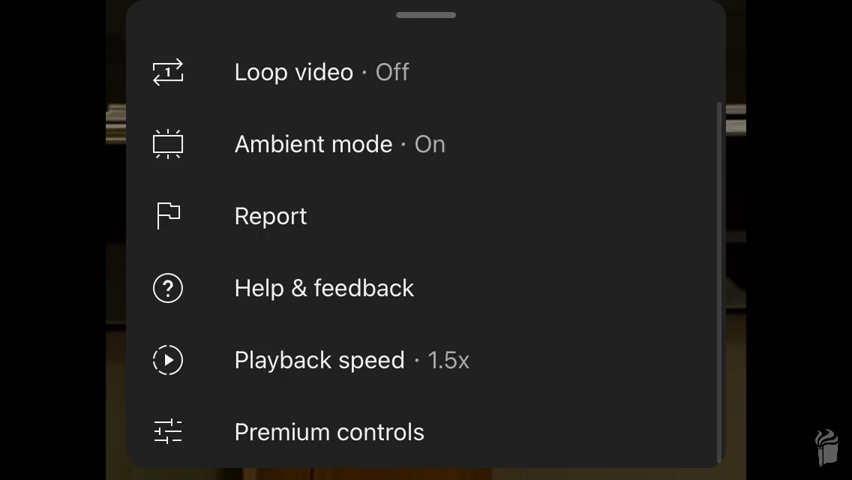 Loop video · Off
Ambient mode · On
Report
Help & feedback
Playback speed · 1.5x
Premium controls